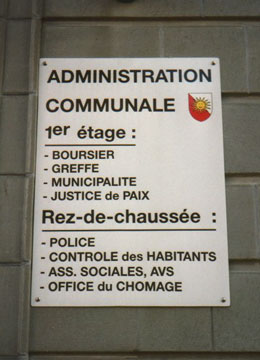 ADMINISTRATION
COMMUNALE
1er étage :
- BOURSIER
- GREFFE
- MUNICIPALITE
- JUSTICE de PAIX
Rez-de-chaussée :
- POLICE
- CONTROLE des HABITANTS
- ASS. SOCIALES, AVS
- OFFICE du CHOMAGE